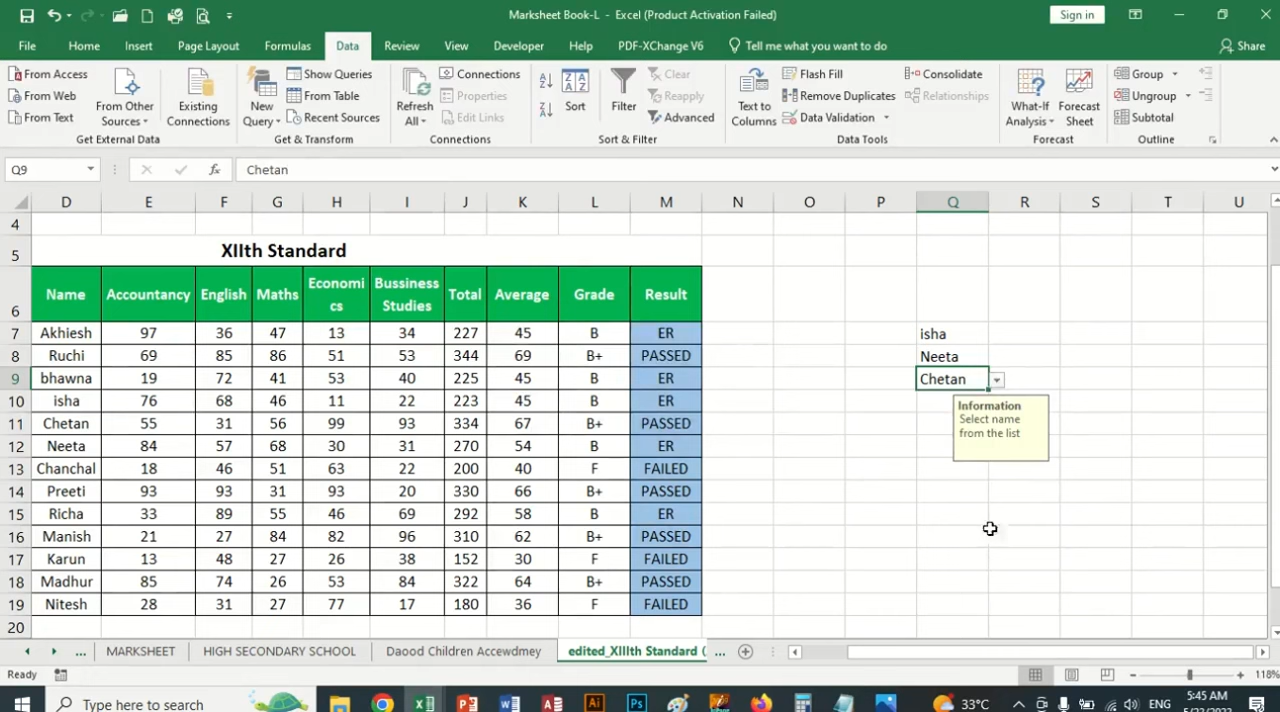 Marksheet Book-L - Excel (Product Activation Failed)
Sign in
File Home Insert Page Layout Formulas Data Review View Developer Help PDF-XChange V6 Tell me what you want to do Share
From Access
From Web
From Text
From Other Sources
Existing Connections
Get External Data
New Query
Show Queries
From Table
Recent Sources
Get & Transform
Refresh All
Connections
Properties
Edit Links
Connections
Sort
Filter
Clear
Reapply
Advanced
Sort & Filter
Text to Columns
Flash Fill
Remove Duplicates
Data Validation
Consolidate
Relationships
Data Tools
What-If Analysis
Forecast Sheet
Forecast
Group
Ungroup
Subtotal
Outline
Q9 fx Chetan
D E F G H I J K L M N O P Q R S T U
4
5 XIIth Standard
6 Name Accountancy English Maths Economics Bussiness Studies Total Average Grade Result
7 Akhiesh 97 36 47 13 34 227 45 B ER isha
8 Ruchi 69 85 86 51 53 344 69 B+ PASSED Neeta
9 bhawna 19 72 41 53 40 225 45 B ER Chetan
10 isha 76 68 46 11 22 223 45 B ER
11 Chetan 55 31 56 99 93 334 67 B+ PASSED
12 Neeta 84 57 68 30 31 270 54 B ER
13 Chanchal 18 46 51 63 22 200 40 F FAILED
14 Preeti 93 93 31 93 20 330 66 B+ PASSED
15 Richa 33 89 55 46 69 292 58 B ER
16 Manish 21 27 84 82 96 310 62 B+ PASSED
17 Karun 13 48 27 26 38 152 30 F FAILED
18 Madhur 85 74 26 53 84 322 64 B+ PASSED
19 Nitesh 28 31 27 77 17 180 36 F FAILED
20
Information
Select name
from the list
... MARKSHEET HIGH SECONDARY SCHOOL Daood Children Accewdmey edited_XIIIth Standard ( ...
Ready 118%
Type here to search 33°C ENG 5:45 AM